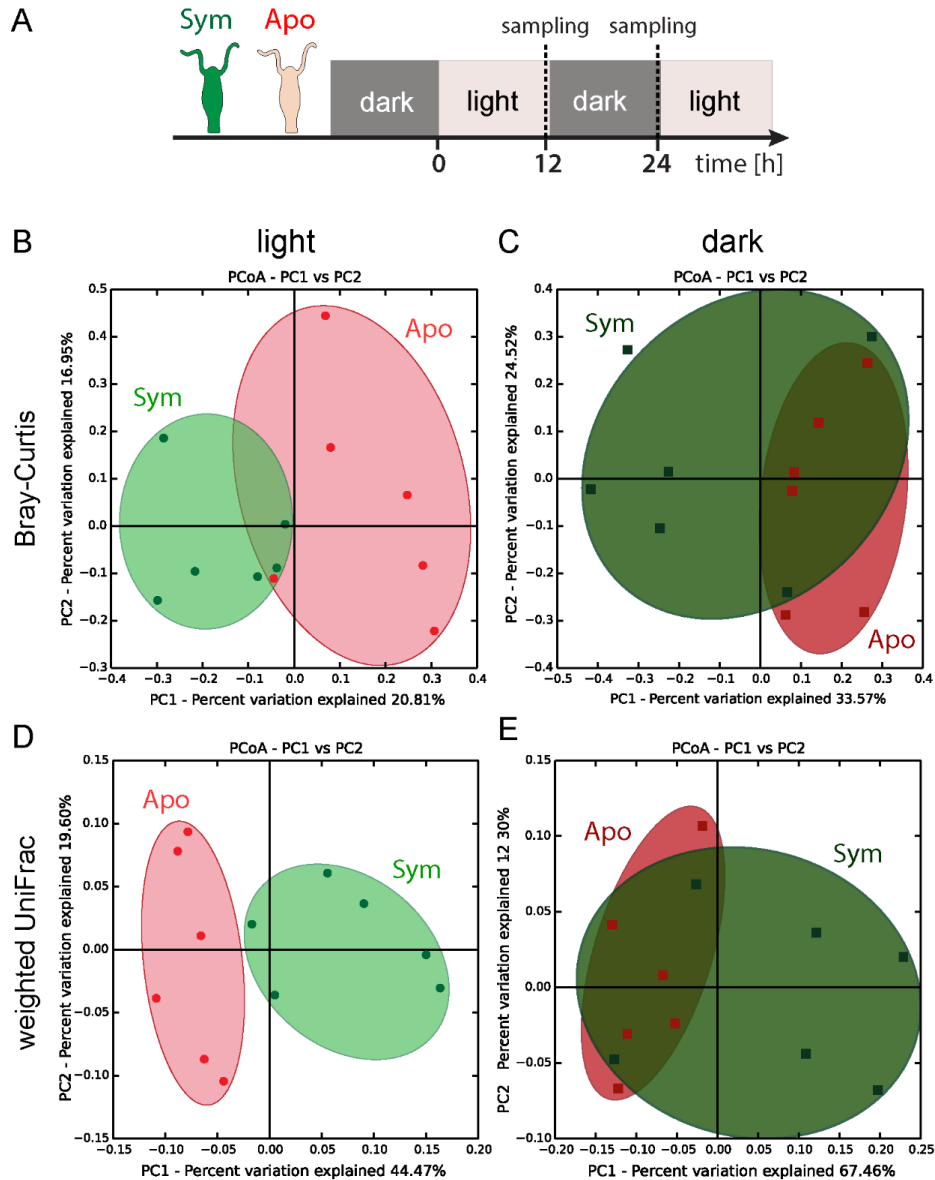 A
Sym Apo
sampling sampling
dark light dark light
0 12 24 time [h]
B light
PCoA - PC1 vs PC2
0.5
0.4
0.3
0.2
0.1
0.0
−0.1
−0.2
−0.3
−0.4 −0.3 −0.2 −0.1 0.0 0.1 0.2 0.3 0.4
PC1 - Percent variation explained 20.81%
PC2 - Percent variation explained 16.95%
Apo
Sym
C dark
PCoA - PC1 vs PC2
0.4
0.3
0.2
0.1
0.0
−0.1
−0.2
−0.3
−0.4
−0.5 −0.4 −0.3 −0.2 −0.1 0.0 0.1 0.2 0.3 0.4
PC1 - Percent variation explained 33.57%
PC2 - Percent variation explained 24.52%
Sym
Apo
Bray-Curtis
D
PCoA - PC1 vs PC2
0.15
0.10
0.05
0.00
−0.05
−0.10
−0.15
−0.15 −0.10 −0.05 0.00 0.05 0.10 0.15 0.20
PC1 - Percent variation explained 44.47%
PC2 - Percent variation explained 19.60%
Apo
Sym
E
PCoA - PC1 vs PC2
0.15
0.10
0.05
0.00
−0.05
−0.10
−0.20 −0.15 −0.10 −0.05 0.00 0.05 0.10 0.15 0.20 0.25
PC1 - Percent variation explained 67.46%
PC2 Percent variation explained 12 30%
Apo
Sym
weighted UniFrac